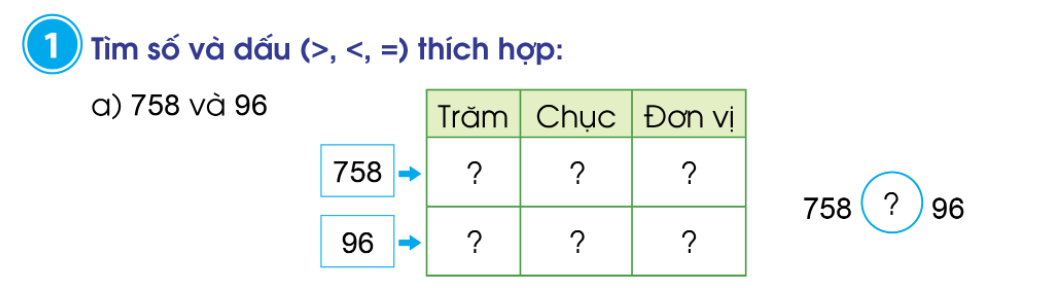 1 Tìm số và dấu (>, <, =) thích hợp:
a) 758 và 96
Trăm Chục Đơn vị
758 ? ? ?
96 ? ? ?
758 ? 96